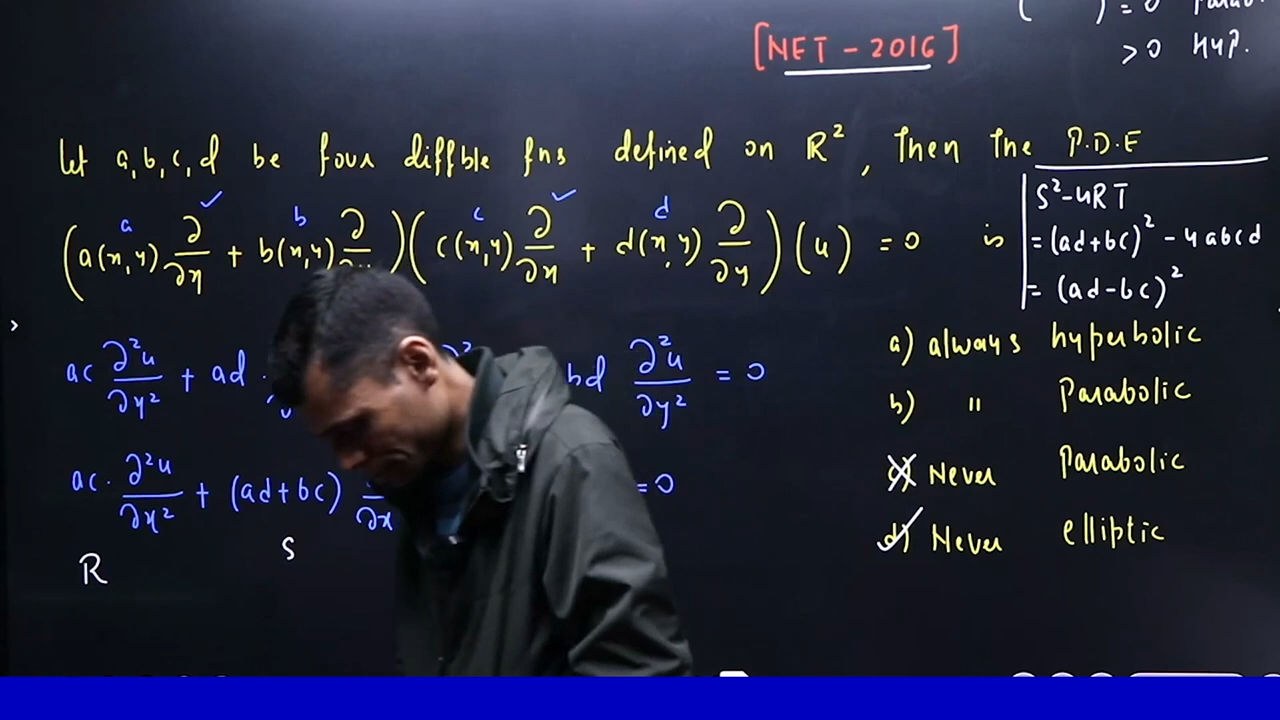 ( ) = 0 Parab
> 0 Hyp.
[NET - 2016]
Let a, b, c, d be four diffble fns defined on R², Then the P.D.E
a b c d
(a(x,y) ∂/∂x + b(x,y) ∂/∂y)(c(x,y) ∂/∂x + d(x,y) ∂/∂y)(u) = 0 is
S²-4RT
= (ad+bc)² - 4abcd
= (ad-bc)²
ac ∂²u/∂x² + ad bd ∂²u/∂y² = 0
ac. ∂²u/∂x² + (ad+bc) = 0
R S
a) always hyperbolic
b) " Parabolic
c) Never Parabolic
d) Never elliptic